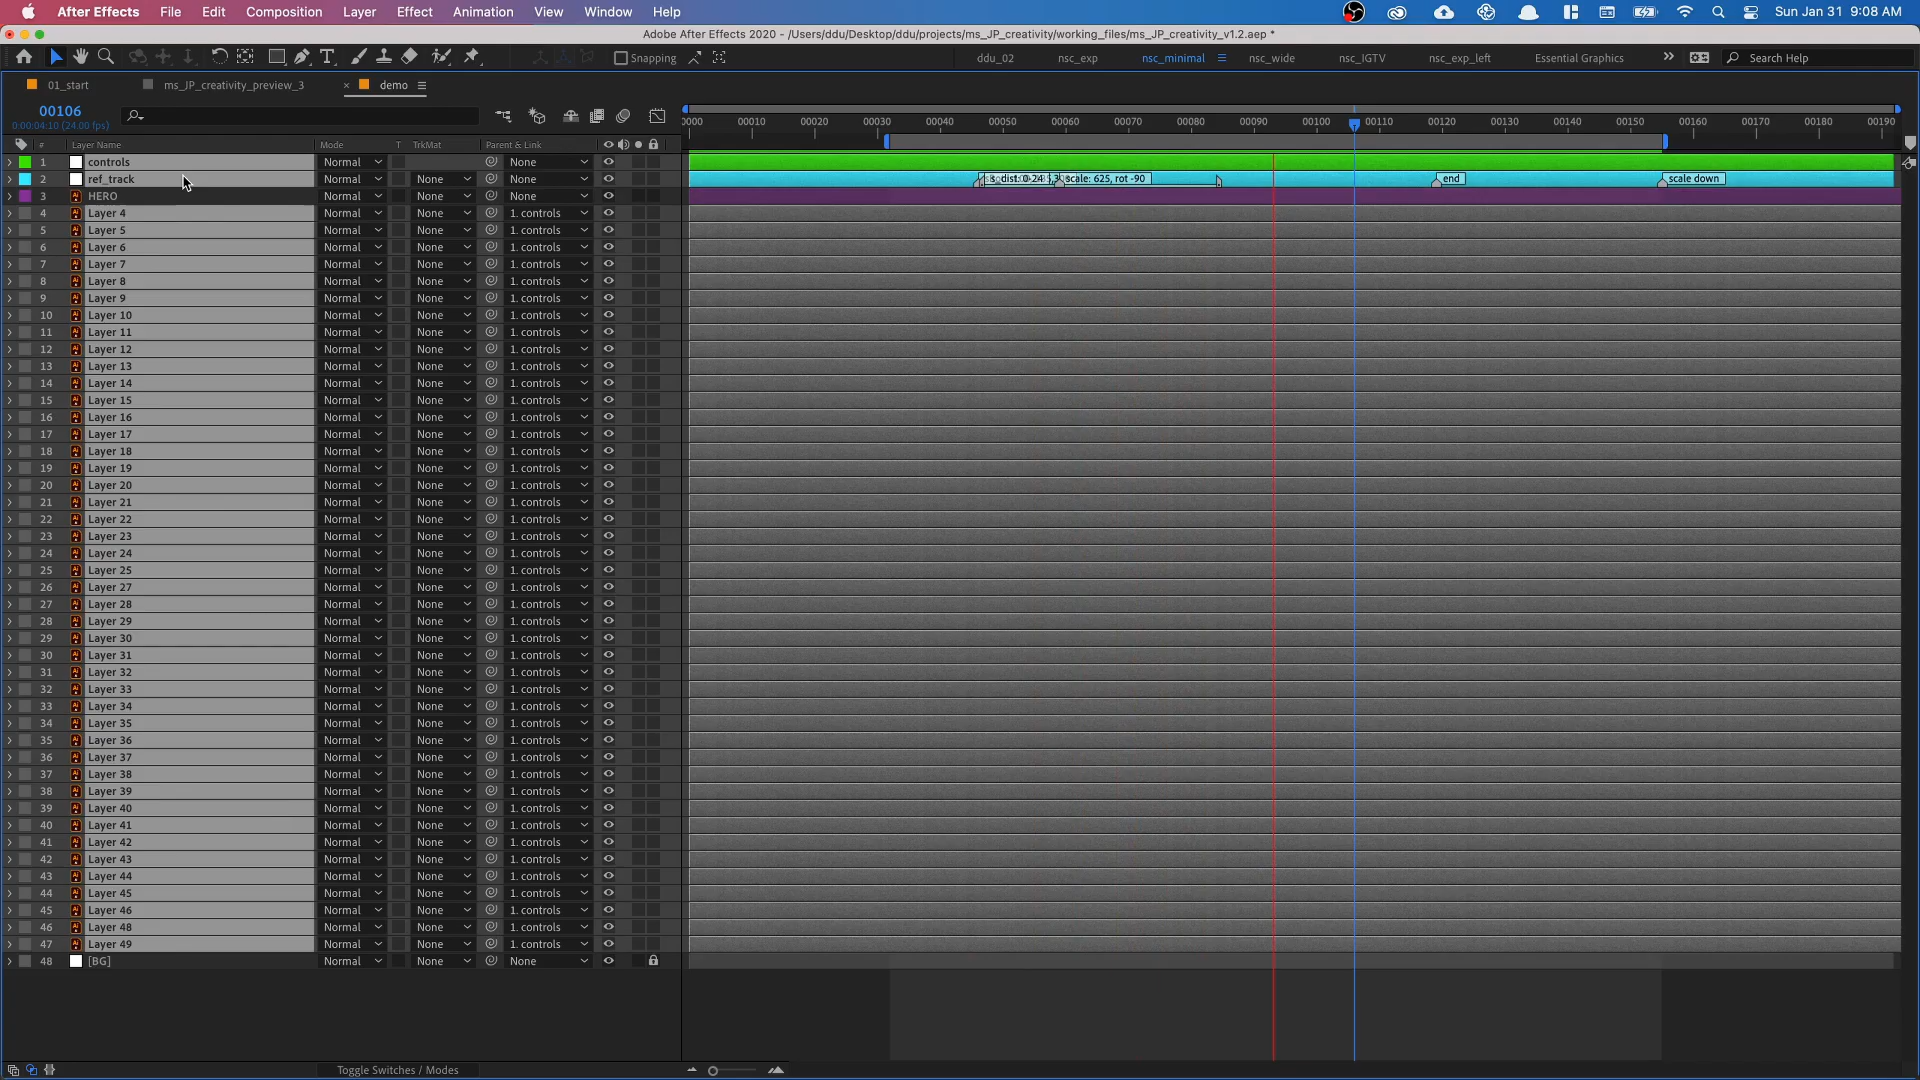 After Effects File Edit Composition Layer Effect Animation View Window Help Sun Jan 31 9:08 AM
Adobe After Effects 2020 - /Users/ddu/Desktop/ddu/projects/ms_JP_creativity/working_files/ms_JP_creativity_v1.2.aep *
Snapping ddu_02 nsc_exp nsc_minimal nsc_wide nsc_IGTV nsc_exp_left Essential Graphics Search Help
01_start ms_JP_creativity_preview_3 demo
00106
0:00:04:10 (24.00 fps)
0000 00010 00020 00030 00040 00050 00060 00070 00080 00090 00100 00110 00120 00130 00140 00150 00160 00170 00180 00190
# Layer Name Mode T TrkMat Parent & Link
1 controls Normal None
2 ref_track Normal None None dist: 0-24 scale: 625, rot -90 end scale down
3 HERO Normal None None
4 Layer 4 Normal None 1. controls
5 Layer 5 Normal None 1. controls
6 Layer 6 Normal None 1. controls
7 Layer 7 Normal None 1. controls
8 Layer 8 Normal None 1. controls
9 Layer 9 Normal None 1. controls
10 Layer 10 Normal None 1. controls
11 Layer 11 Normal None 1. controls
12 Layer 12 Normal None 1. controls
13 Layer 13 Normal None 1. controls
14 Layer 14 Normal None 1. controls
15 Layer 15 Normal None 1. controls
16 Layer 16 Normal None 1. controls
17 Layer 17 Normal None 1. controls
18 Layer 18 Normal None 1. controls
19 Layer 19 Normal None 1. controls
20 Layer 20 Normal None 1. controls
21 Layer 21 Normal None 1. controls
22 Layer 22 Normal None 1. controls
23 Layer 23 Normal None 1. controls
24 Layer 24 Normal None 1. controls
25 Layer 25 Normal None 1. controls
26 Layer 27 Normal None 1. controls
27 Layer 28 Normal None 1. controls
28 Layer 29 Normal None 1. controls
29 Layer 30 Normal None 1. controls
30 Layer 31 Normal None 1. controls
31 Layer 32 Normal None 1. controls
32 Layer 33 Normal None 1. controls
33 Layer 34 Normal None 1. controls
34 Layer 35 Normal None 1. controls
35 Layer 36 Normal None 1. controls
36 Layer 37 Normal None 1. controls
37 Layer 38 Normal None 1. controls
38 Layer 39 Normal None 1. controls
39 Layer 40 Normal None 1. controls
40 Layer 41 Normal None 1. controls
41 Layer 42 Normal None 1. controls
42 Layer 43 Normal None 1. controls
43 Layer 44 Normal None 1. controls
44 Layer 45 Normal None 1. controls
45 Layer 46 Normal None 1. controls
46 Layer 48 Normal None 1. controls
47 Layer 49 Normal None 1. controls
48 [BG] Normal None None
Toggle Switches / Modes